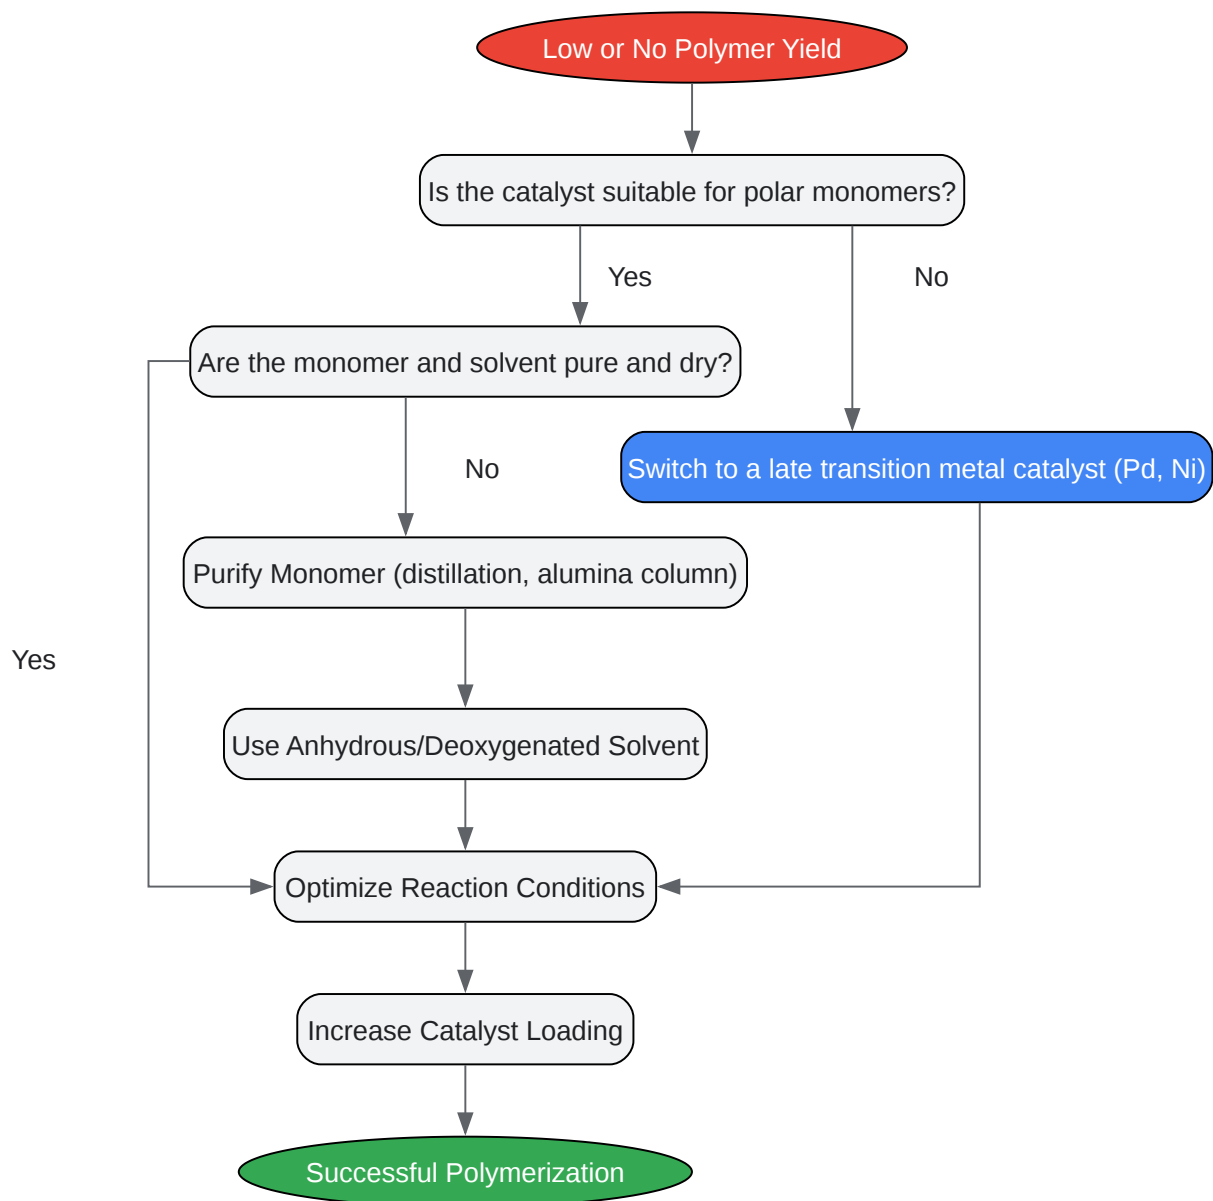 Low or No Polymer Yield
Is the catalyst suitable for polar monomers?
Yes
No
Are the monomer and solvent pure and dry?
No
Switch to a late transition metal catalyst (Pd, Ni)
Purify Monomer (distillation, alumina column)
Yes
Use Anhydrous/Deoxygenated Solvent
Optimize Reaction Conditions
Increase Catalyst Loading
Successful Polymerization